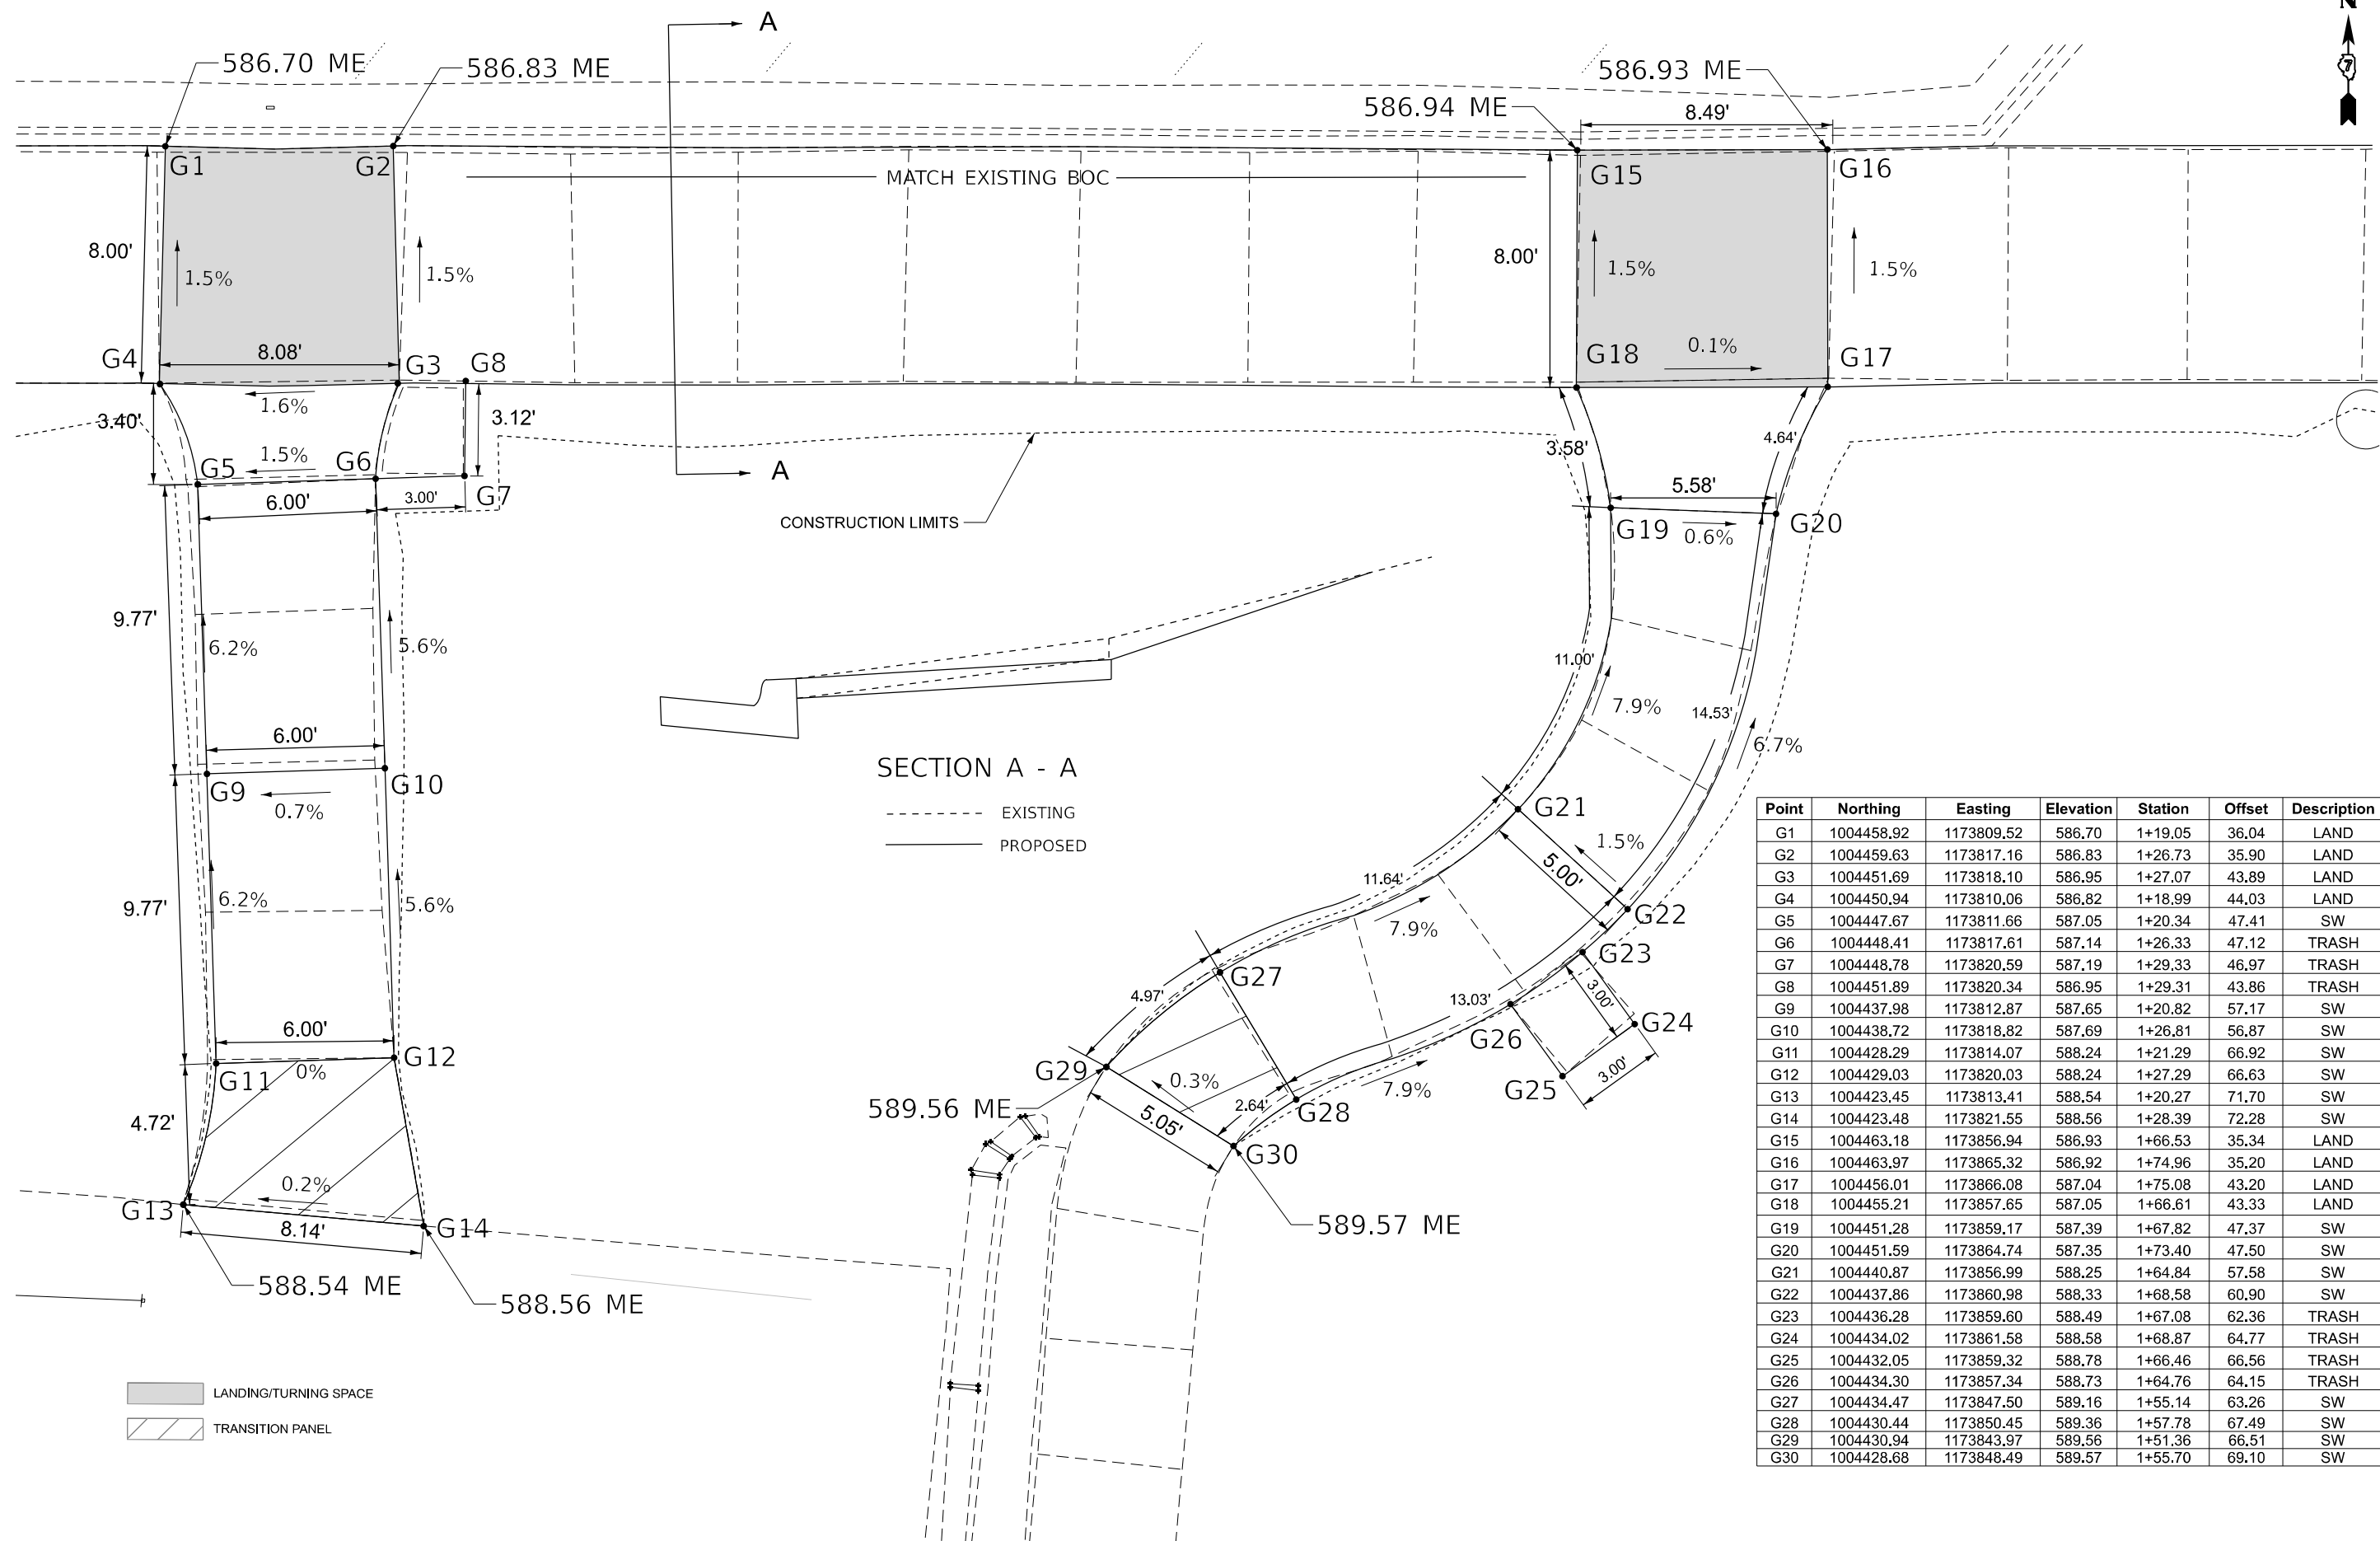 A
N
7
586.70 ME
586.83 ME
586.94 ME
586.93 ME
8.49'
G1
G2
MATCH EXISTING BOC
G15
G16
8.00'
1.5%
1.5%
8.00'
1.5%
1.5%
G4
8.08'
G3
G8
G18
0.1%
G17
3.40'
1.6%
3.12'
A
3.58'
4.64'
G5
1.5%
G6
G7
6.00'
3.00'
CONSTRUCTION LIMITS
5.58'
G19
0.6%
G20
9.77'
6.2%
5.6%
11.00'
7.9%
14.53'
6.7%
6.00'
G9
0.7%
G10
SECTION A - A
EXISTING
PROPOSED
G21
1.5%
5.00'
11.64'
G22
9.77'
6.2%
5.6%
7.9%
G23
G27
4.97'
13.03'
3.00'
G24
G26
3.00'
G25
6.00'
G12
G11
0%
G29
0.3%
G28
7.9%
2.64'
589.56 ME
5.05'
G30
4.72'
0.2%
G13
8.14'
G14
589.57 ME
588.54 ME
588.56 ME
LANDING/TURNING SPACE
TRANSITION PANEL
Point Northing Easting Elevation Station Offset Description
G1 1004458.92 1173809.52 586.70 1+19.05 36.04 LAND
G2 1004459.63 1173817.16 586.83 1+26.73 35.90 LAND
G3 1004451.69 1173818.10 586.95 1+27.07 43.89 LAND
G4 1004450.94 1173810.06 586.82 1+18.99 44.03 LAND
G5 1004447.67 1173811.66 587.05 1+20.34 47.41 SW
G6 1004448.41 1173817.61 587.14 1+26.33 47.12 TRASH
G7 1004448.78 1173820.59 587.19 1+29.33 46.97 TRASH
G8 1004451.89 1173820.34 586.95 1+29.31 43.86 TRASH
G9 1004437.98 1173812.87 587.65 1+20.82 57.17 SW
G10 1004438.72 1173818.82 587.69 1+26.81 56.87 SW
G11 1004428.29 1173814.07 588.24 1+21.29 66.92 SW
G12 1004429.03 1173820.03 588.24 1+27.29 66.63 SW
G13 1004423.45 1173813.41 588.54 1+20.27 71.70 SW
G14 1004423.48 1173821.55 588.56 1+28.39 72.28 SW
G15 1004463.18 1173856.94 586.93 1+66.53 35.34 LAND
G16 1004463.97 1173865.32 586.92 1+74.96 35.20 LAND
G17 1004456.01 1173866.08 587.04 1+75.08 43.20 LAND
G18 1004455.21 1173857.65 587.05 1+66.61 43.33 LAND
G19 1004451.28 1173859.17 587.39 1+67.82 47.37 SW
G20 1004451.59 1173864.74 587.35 1+73.40 47.50 SW
G21 1004440.87 1173856.99 588.25 1+64.84 57.58 SW
G22 1004437.86 1173860.98 588.33 1+68.58 60.90 SW
G23 1004436.28 1173859.60 588.49 1+67.08 62.36 TRASH
G24 1004434.02 1173861.58 588.58 1+68.87 64.77 TRASH
G25 1004432.05 1173859.32 588.78 1+66.46 66.56 TRASH
G26 1004434.30 1173857.34 588.73 1+64.76 64.15 TRASH
G27 1004434.47 1173847.50 589.16 1+55.14 63.26 SW
G28 1004430.44 1173850.45 589.36 1+57.78 67.49 SW
G29 1004430.94 1173843.97 589.56 1+51.36 66.51 SW
G30 1004428.68 1173848.49 589.57 1+55.70 69.10 SW